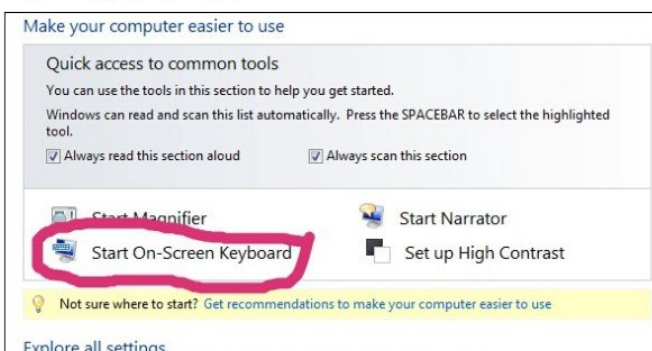 Make your computer easier to use
Quick access to common tools
You can use the tools in this section to help you get started.
Windows can read and scan this list automatically. Press the SPACEBAR to select the highlighted
tool.
Always read this section aloud Always scan this section
Start Magnifier Start Narrator
Start On-Screen Keyboard Set up High Contrast
Not sure where to start? Get recommendations to make your computer easier to use
Explore all settings